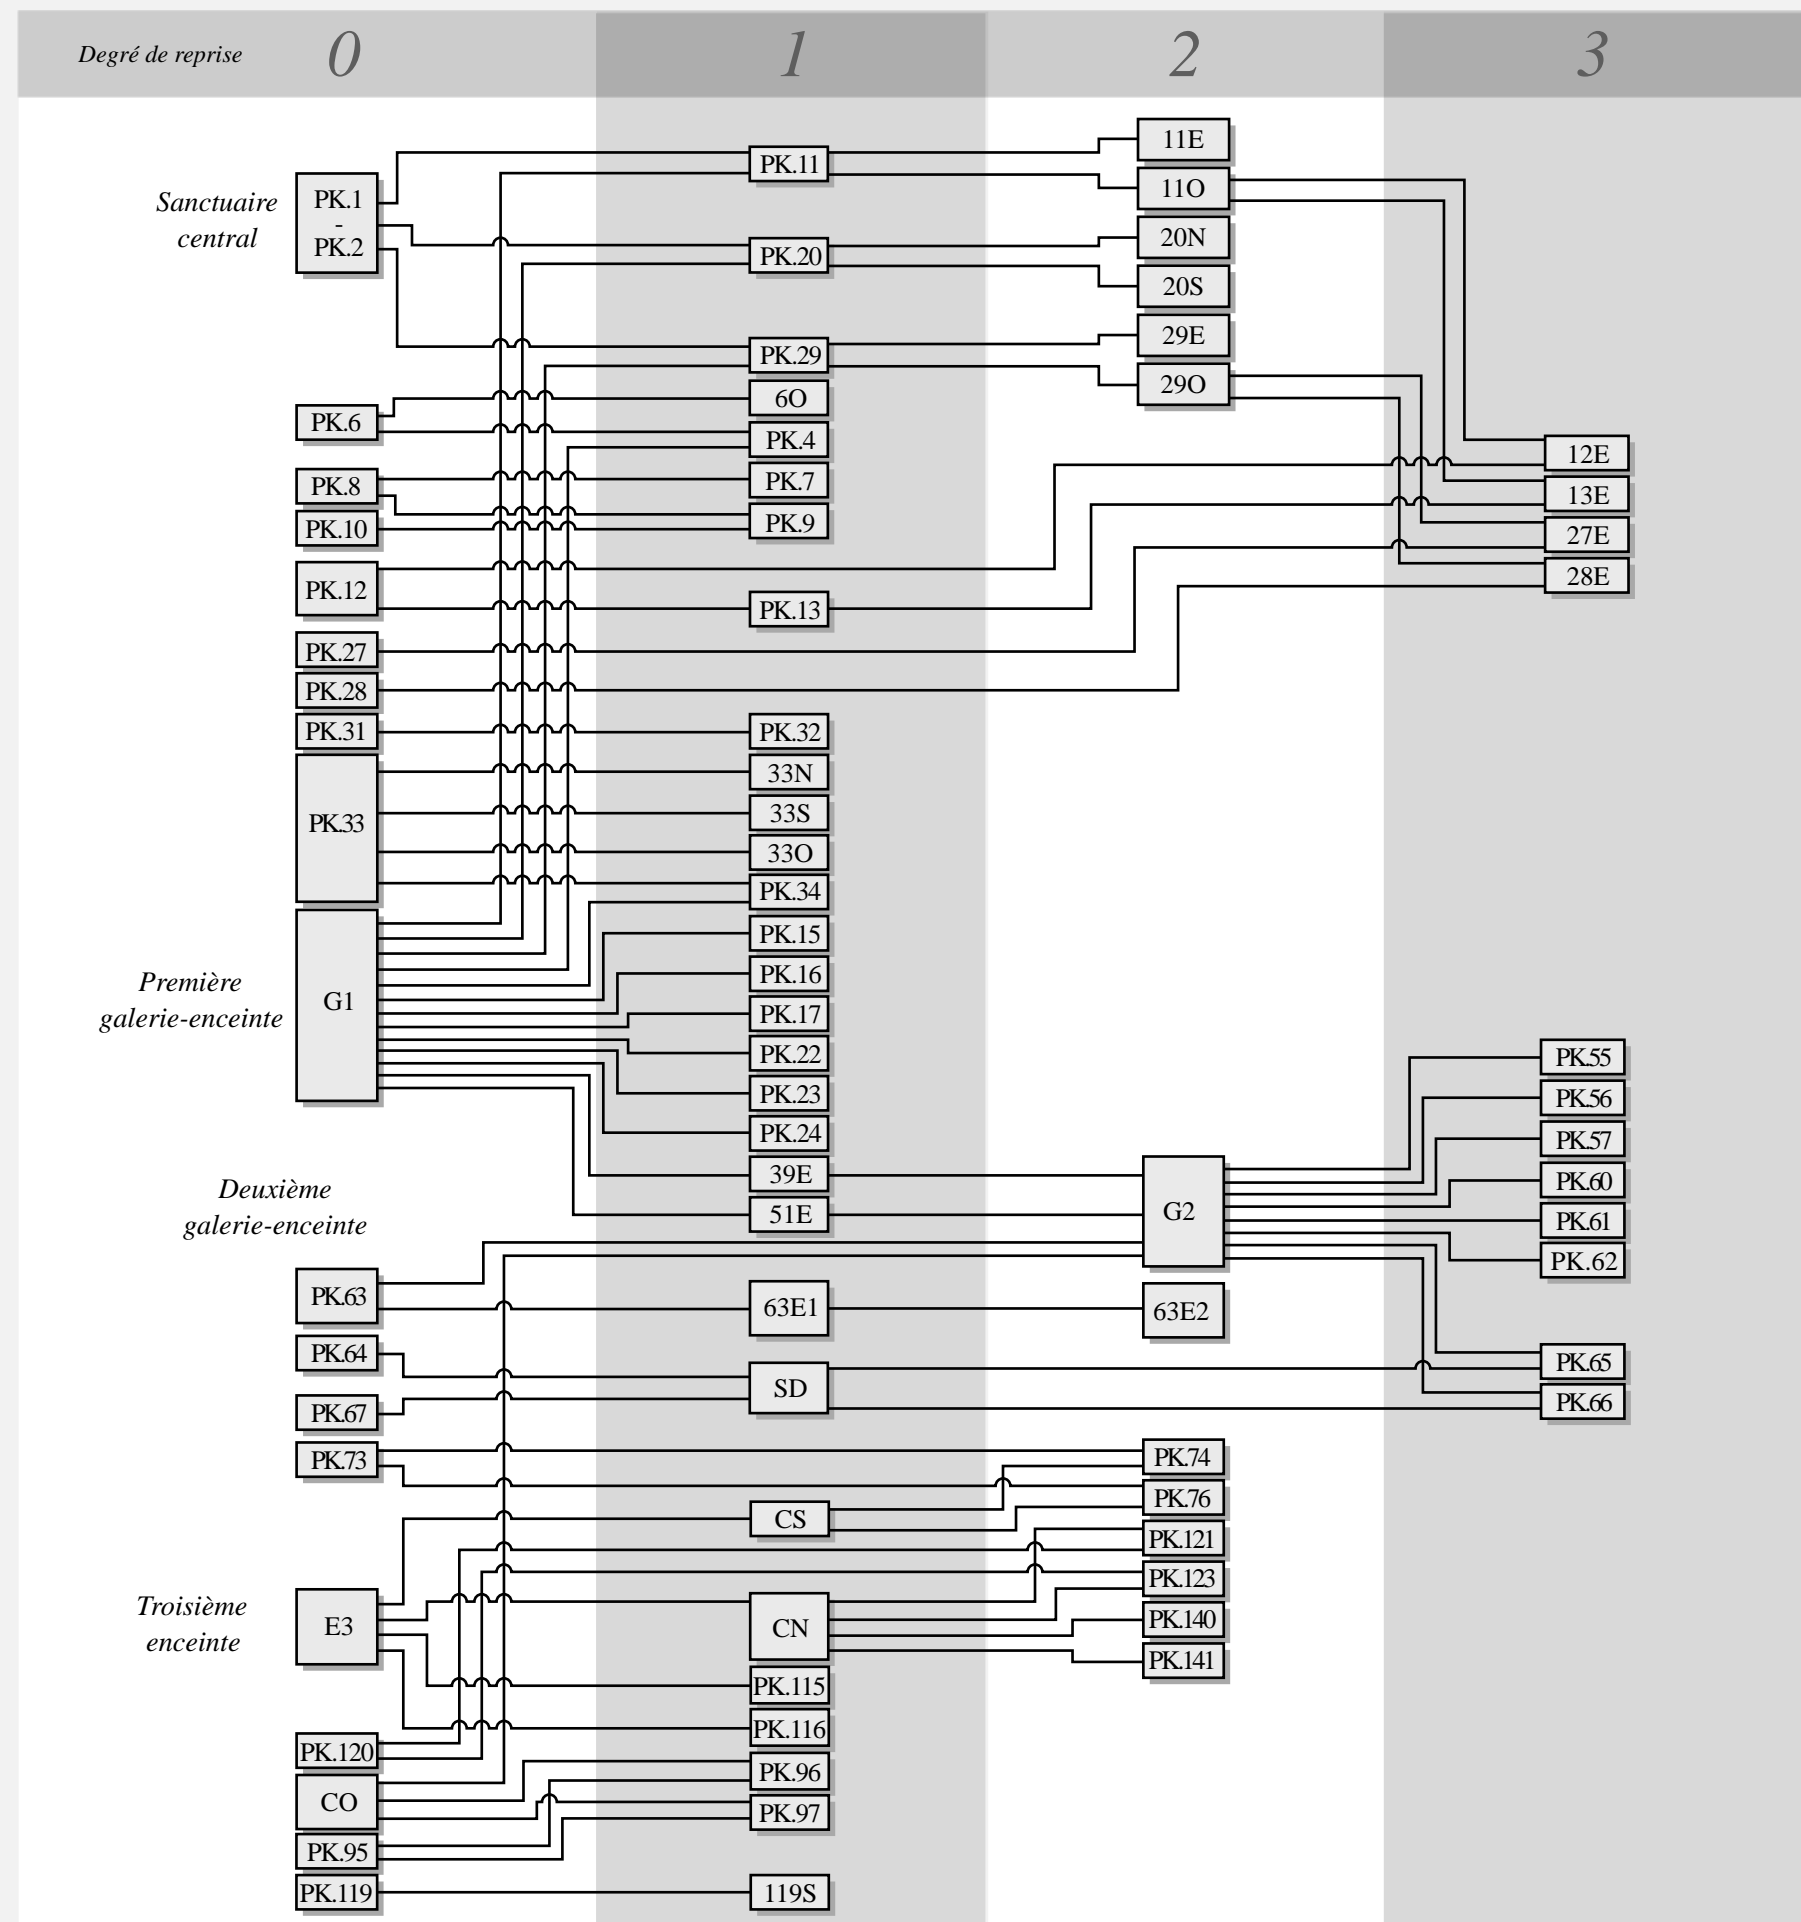 Degré de reprise 0 1 2 3
11E
PK.11
11O
Sanctuaire
central
PK.1
-
PK.2
20N
PK.20
20S
29E
PK.29
29O
6O
PK.6
PK.4
12E
PK.8
PK.7
13E
PK.10
PK.9
27E
28E
PK.12
PK.13
PK.27
PK.28
PK.31
PK.32
33N
PK.33
33S
33O
PK.34
PK.15
PK.16
Première
galerie-enceinte
G1
PK.17
PK.22
PK.55
PK.23
PK.56
PK.24
PK.57
39E
PK.60
Deuxième
galerie-enceinte
51E
G2
PK.61
PK.62
PK.63
63E1
63E2
PK.64
PK.65
SD
PK.67
PK.66
PK.73
PK.74
PK.76
CS
PK.121
PK.123
Troisième
enceinte
E3
CN
PK.140
PK.141
PK.115
PK.116
PK.120
PK.96
CO
PK.97
PK.95
PK.119
119S